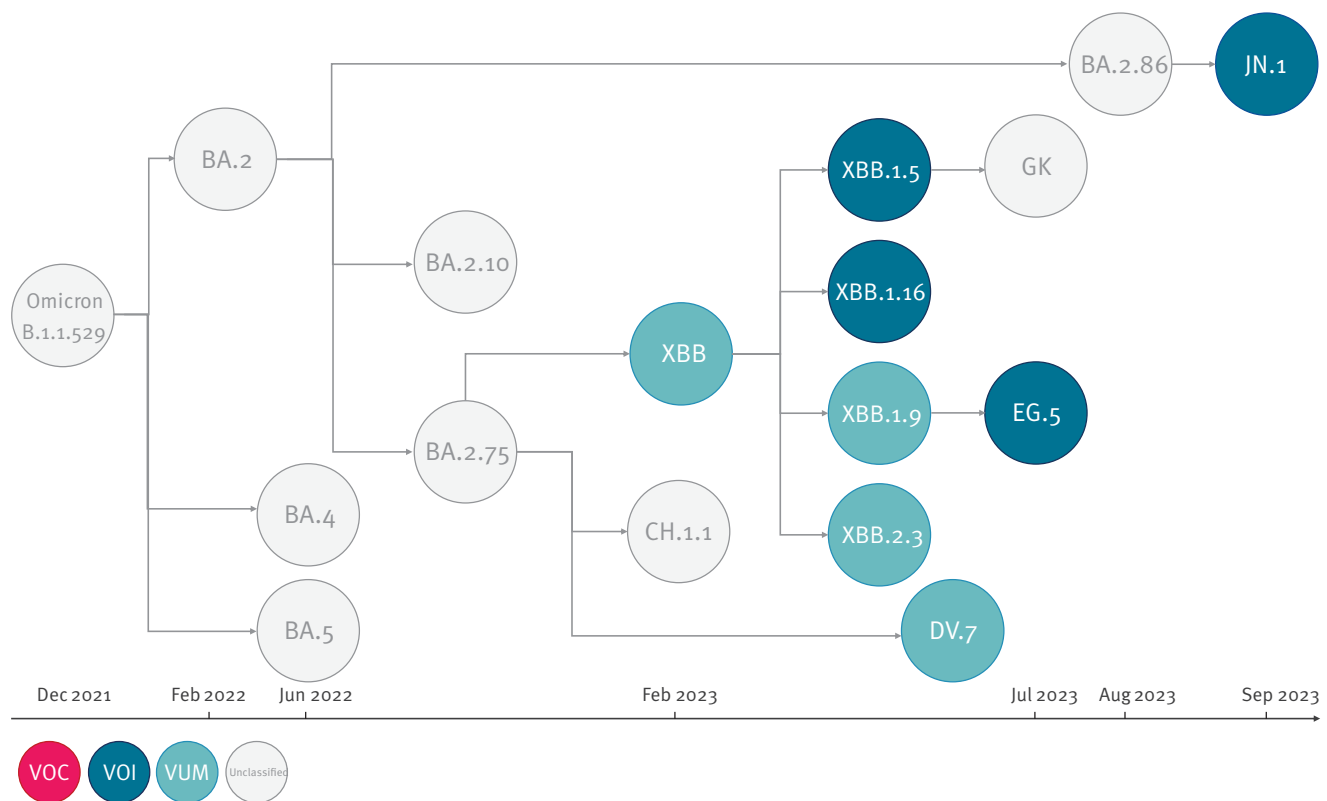 BA.2.86
JN.1
BA.2
XBB.1.5
GK
BA.2.10
Omicron
B.1.1.529
XBB.1.16
XBB
BA.2.75
XBB.1.9
EG.5
BA.4
CH.1.1
XBB.2.3
BA.5
DV.7
Dec 2021
Feb 2022
Jun 2022
Feb 2023
Jul 2023
Aug 2023
Sep 2023
VOC
VOI
VUM
Unclassified